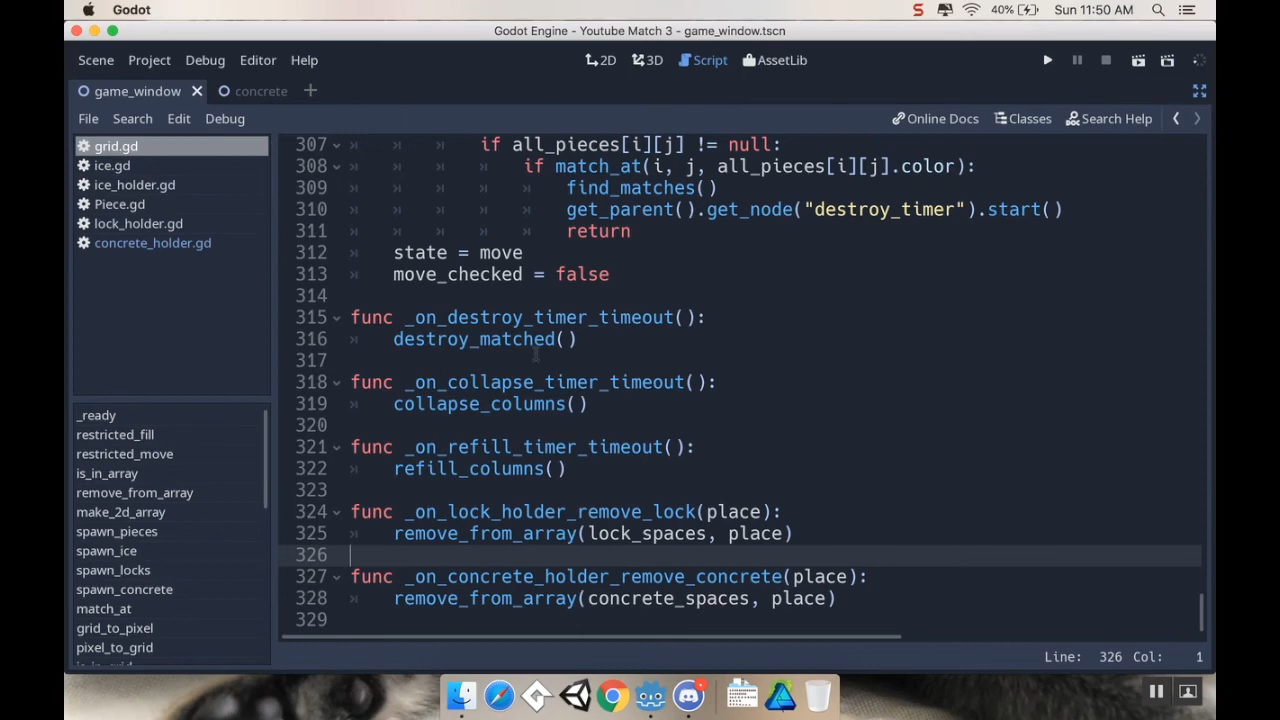 Godot
40%
Sun 11:50 AM
Godot Engine - Youtube Match 3 - game_window.tscn
Scene Project Debug Editor Help
2D 3D Script AssetLib
game_window concrete
File Search Edit Debug
Online Docs Classes Search Help
grid.gd
ice.gd
ice_holder.gd
Piece.gd
lock_holder.gd
concrete_holder.gd
_ready
restricted_fill
restricted_move
is_in_array
remove_from_array
make_2d_array
spawn_pieces
spawn_ice
spawn_locks
spawn_concrete
match_at
grid_to_pixel
pixel_to_grid
is_in_grid
307 if all_pieces[i][j] != null:
308 if match_at(i, j, all_pieces[i][j].color):
309 find_matches()
310 get_parent().get_node("destroy_timer").start()
311 return
312 state = move
313 move_checked = false
314
315 func _on_destroy_timer_timeout():
316 destroy_matched()
317
318 func _on_collapse_timer_timeout():
319 collapse_columns()
320
321 func _on_refill_timer_timeout():
322 refill_columns()
323
324 func _on_lock_holder_remove_lock(place):
325 remove_from_array(lock_spaces, place)
326
327 func _on_concrete_holder_remove_concrete(place):
328 remove_from_array(concrete_spaces, place)
329
Line: 326 Col: 1